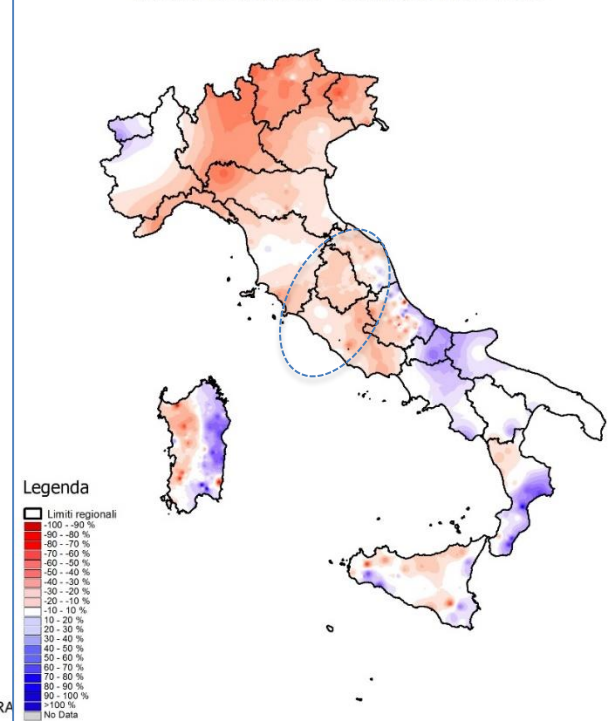 Legenda
Limiti regionali
-100 - -90 %
-90 - -80 %
-80 - -70 %
-70 - -60 %
-60 - -50 %
-50 - -40 %
-40 - -30 %
-30 - -20 %
-20 - -10 %
-10 - 10 %
10 - 20 %
20 - 30 %
30 - 40 %
40 - 50 %
50 - 60 %
60 - 70 %
70 - 80 %
80 - 90 %
90 - 100 %
>100 %
No Data
RA